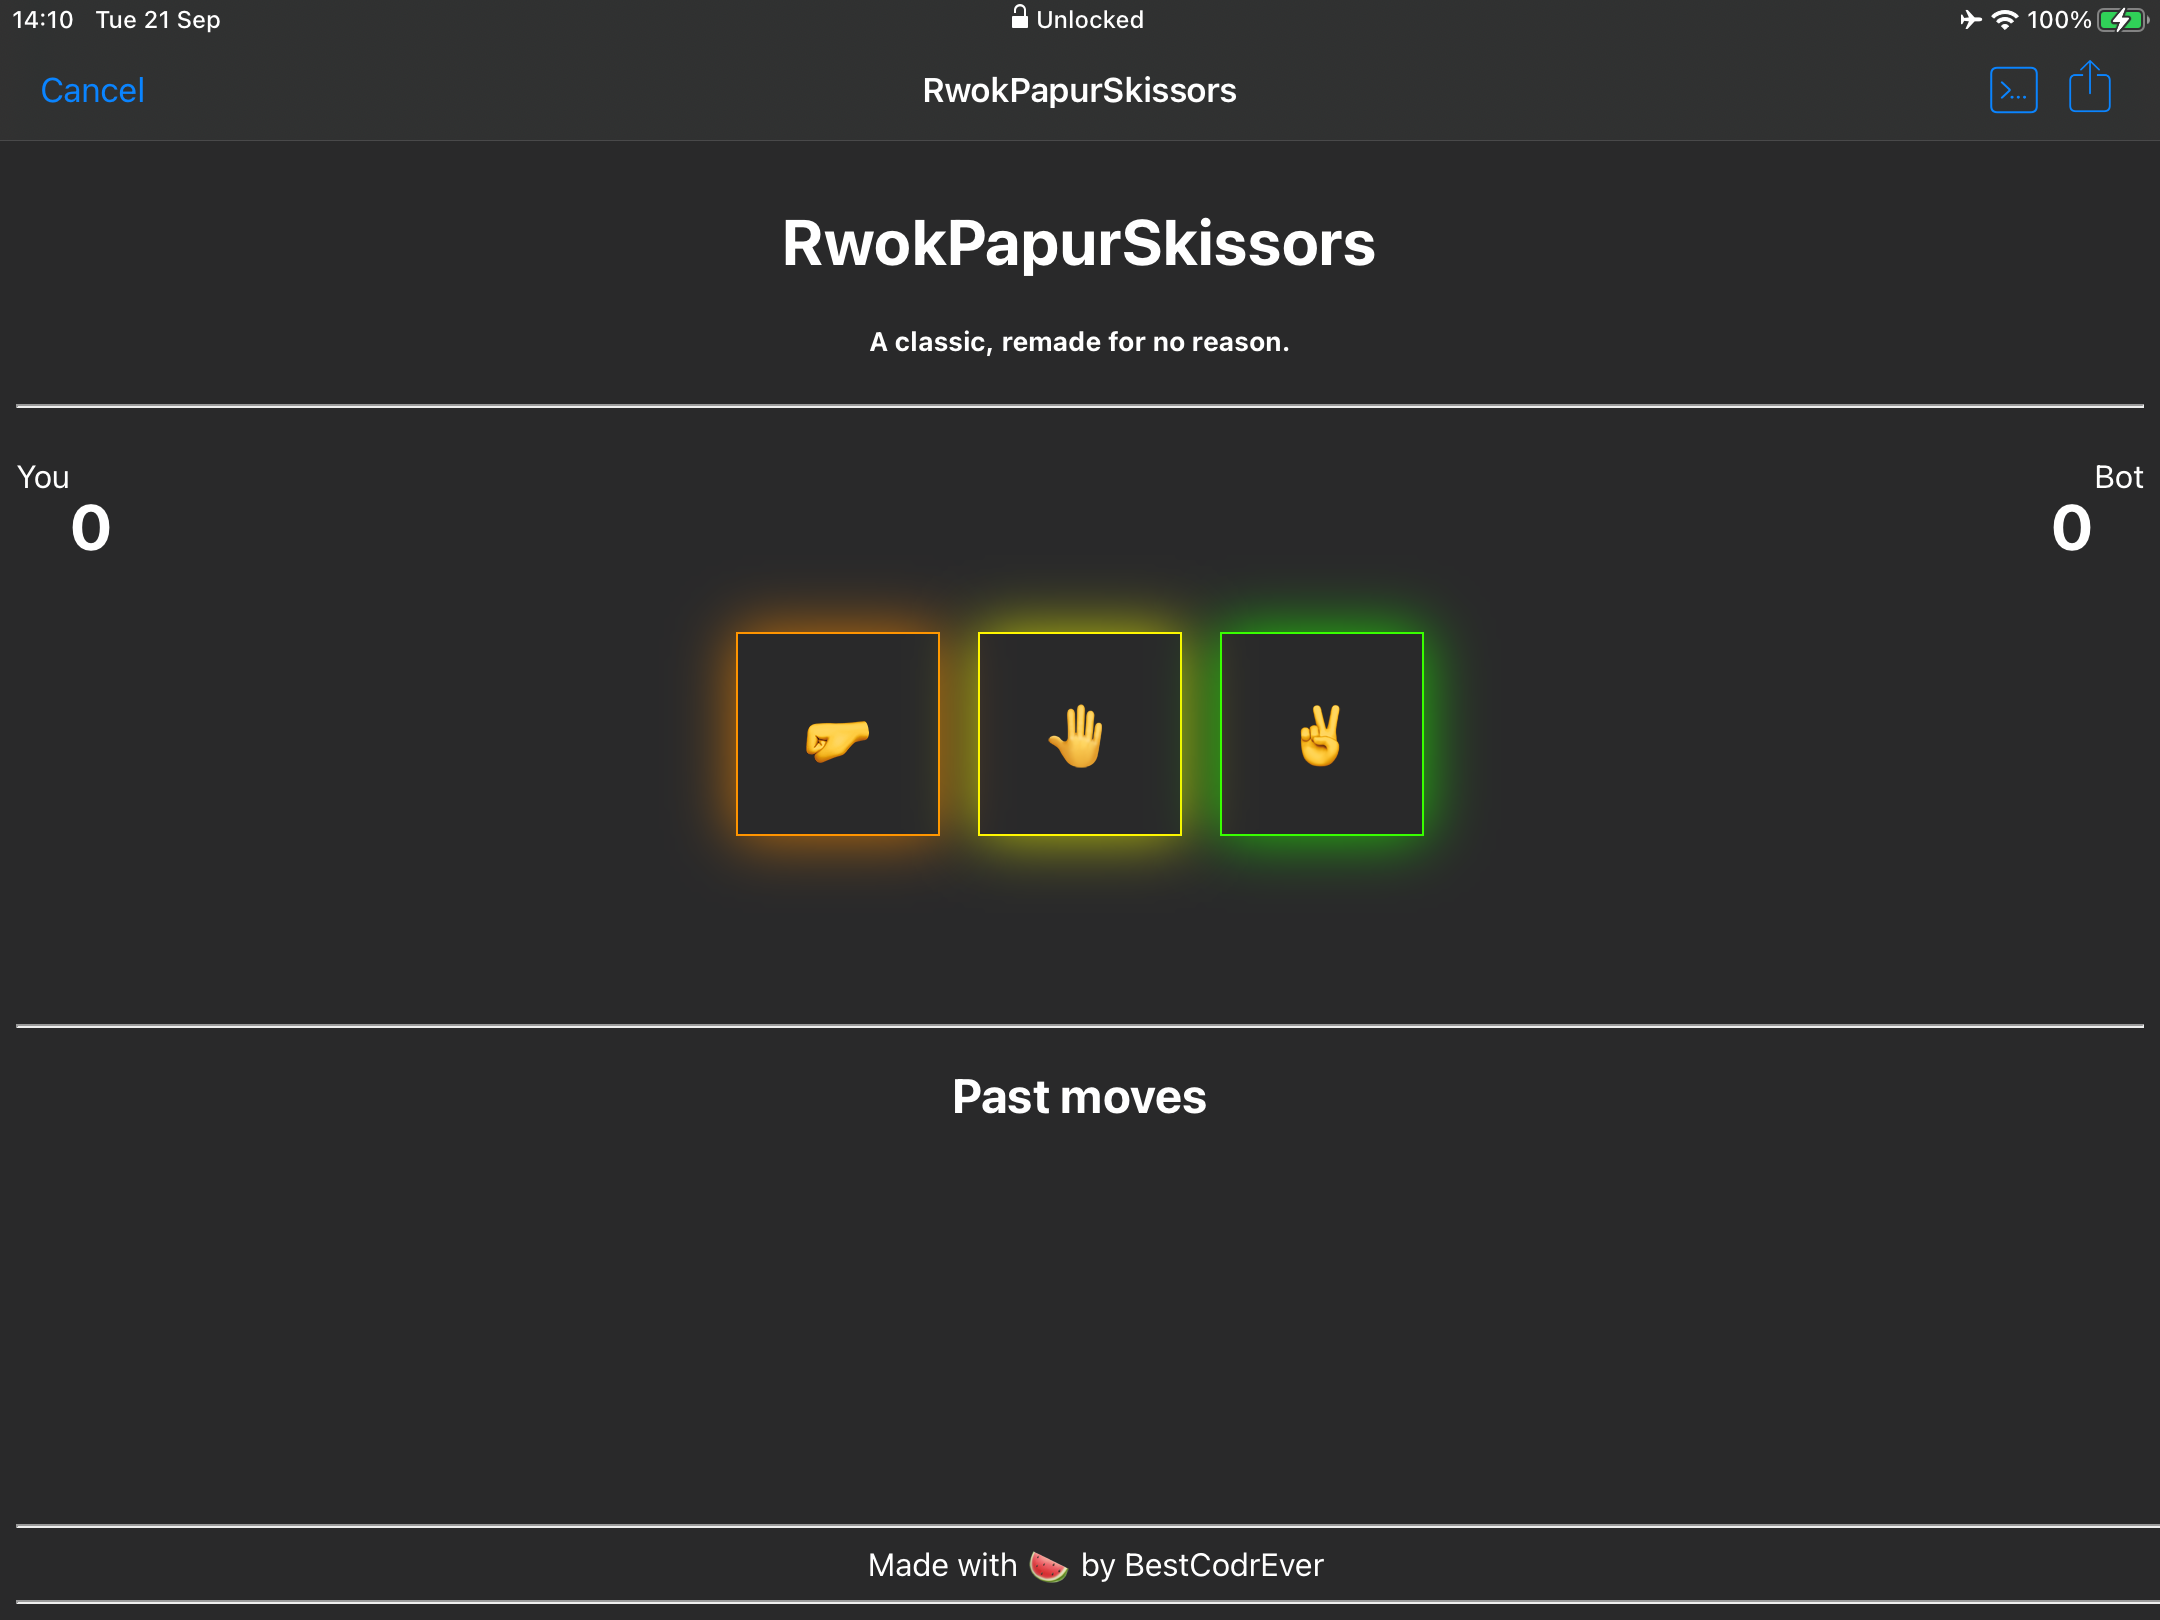 14:10 Tue 21 Sep Unlocked 100%
Cancel RwokPapurSkissors >...
RwokPapurSkissors
A classic, remade for no reason.
You Bot
0 0
Past moves
Made with 🍉 by BestCodrEver